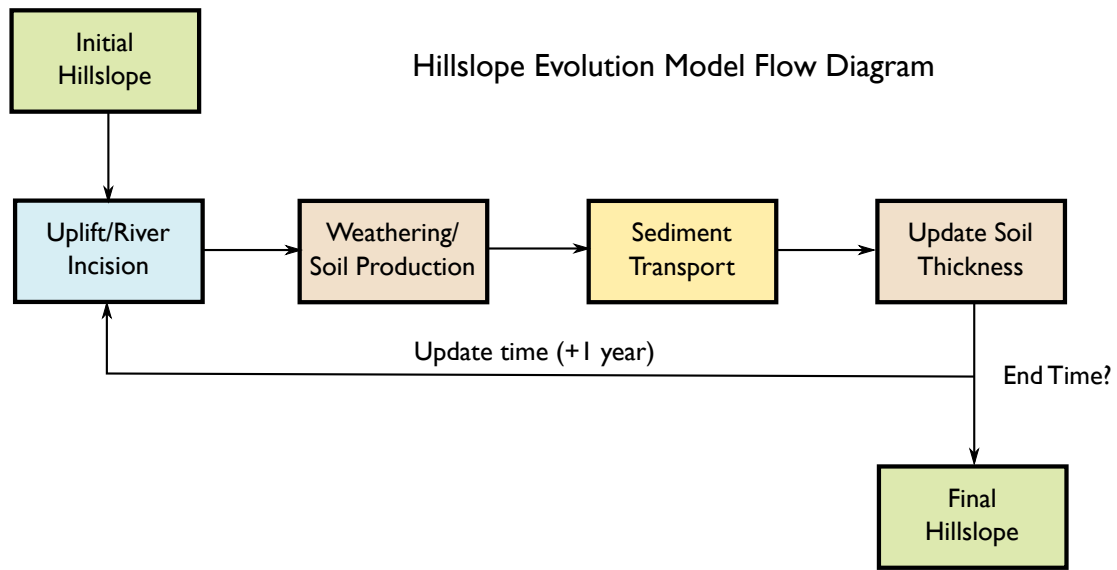 Initial
Hillslope
Hillslope Evolution Model Flow Diagram
Uplift/River
Incision
Weathering/
Soil Production
Sediment
Transport
Update Soil
Thickness
Update time (+1 year)
End Time?
Final
Hillslope